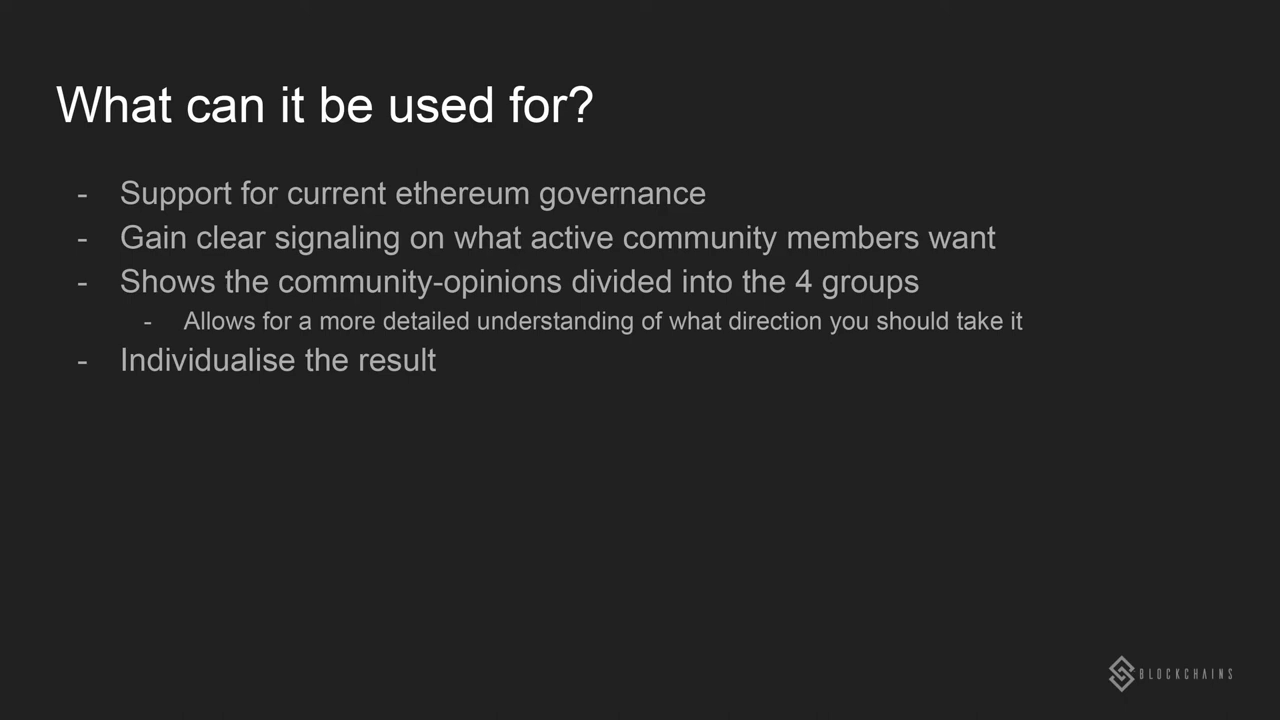 What can it be used for?
- Support for current ethereum governance
- Gain clear signaling on what active community members want
- Shows the community-opinions divided into the 4 groups
- Allows for a more detailed understanding of what direction you should take it
- Individualise the result
BLOCKCHAINS